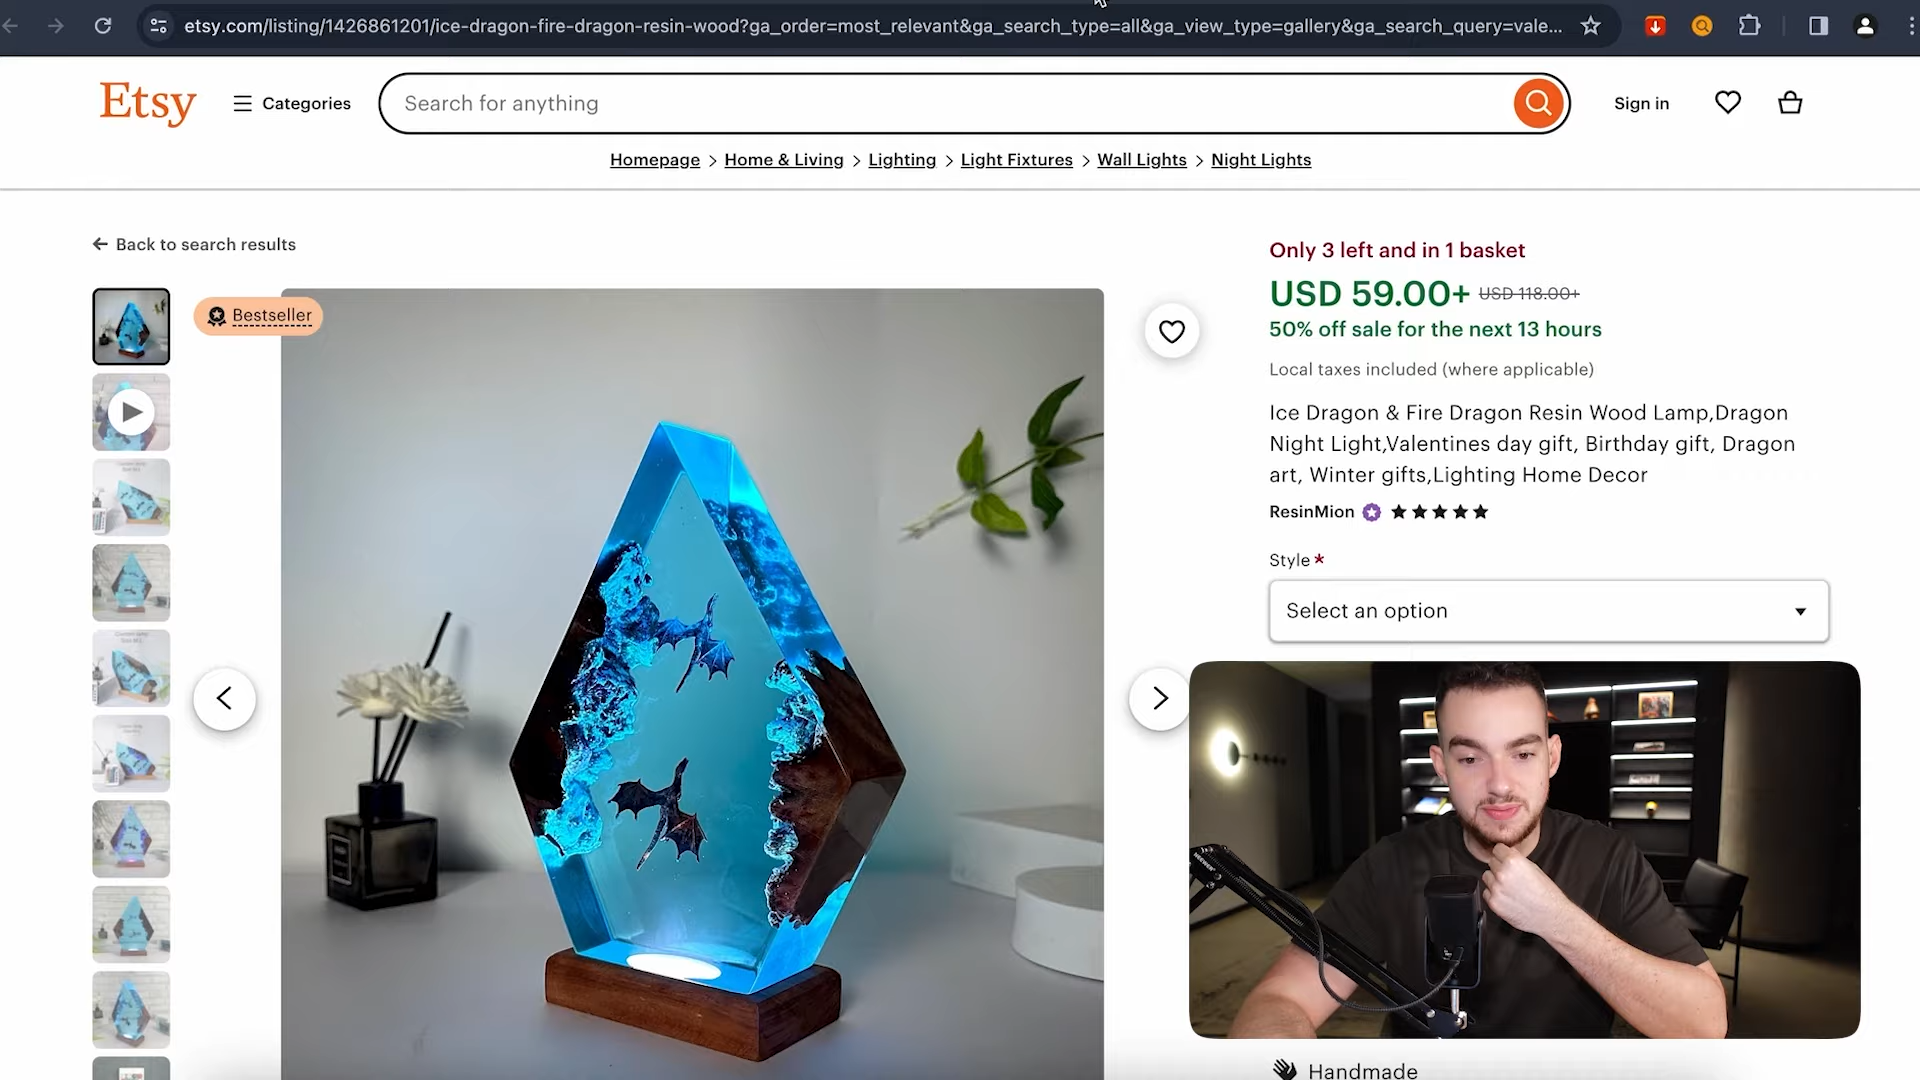 etsy.com/listing/1426861201/ice-dragon-fire-dragon-resin-wood?ga_order=most_relevant&ga_search_type=all&ga_view_type=gallery&ga_search_query=vale...
Etsy
Categories
Search for anything
Sign in
Homepage > Home & Living > Lighting > Light Fixtures > Wall Lights > Night Lights
Back to search results
Bestseller
Only 3 left and in 1 basket
USD 59.00+ USD 118.00+
50% off sale for the next 13 hours
Local taxes included (where applicable)
Ice Dragon & Fire Dragon Resin Wood Lamp,Dragon
Night Light,Valentines day gift, Birthday gift, Dragon
art, Winter gifts,Lighting Home Decor
ResinMion
Style *
Select an option
Handmade